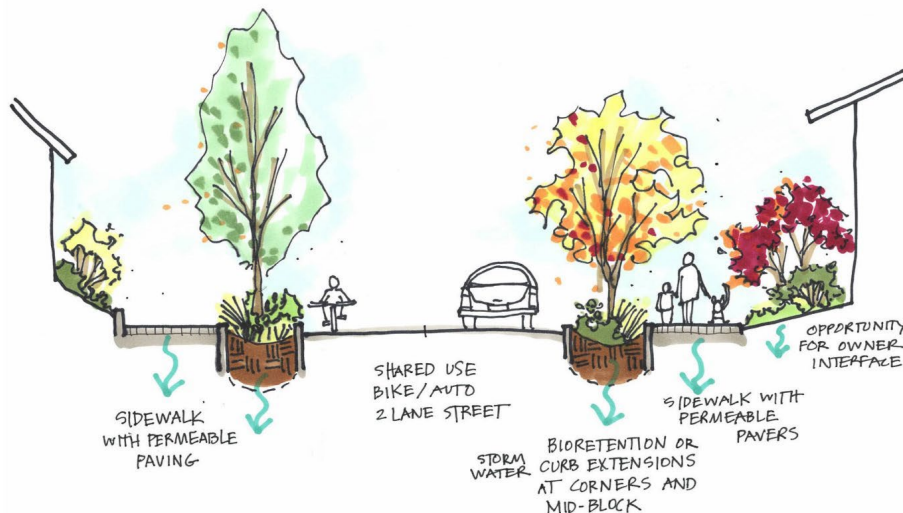 SIDEWALK
WITH PERMEABLE
PAVING
SHARED USE
BIKE/AUTO
2 LANE STREET
STORM
WATER
BIORETENTION OR
CURB EXTENSIONS
AT CORNERS AND
MID-BLOCK
SIDEWALK WITH
PERMEABLE
PAVERS
OPPORTUNITY
FOR OWNER
INTERFACE